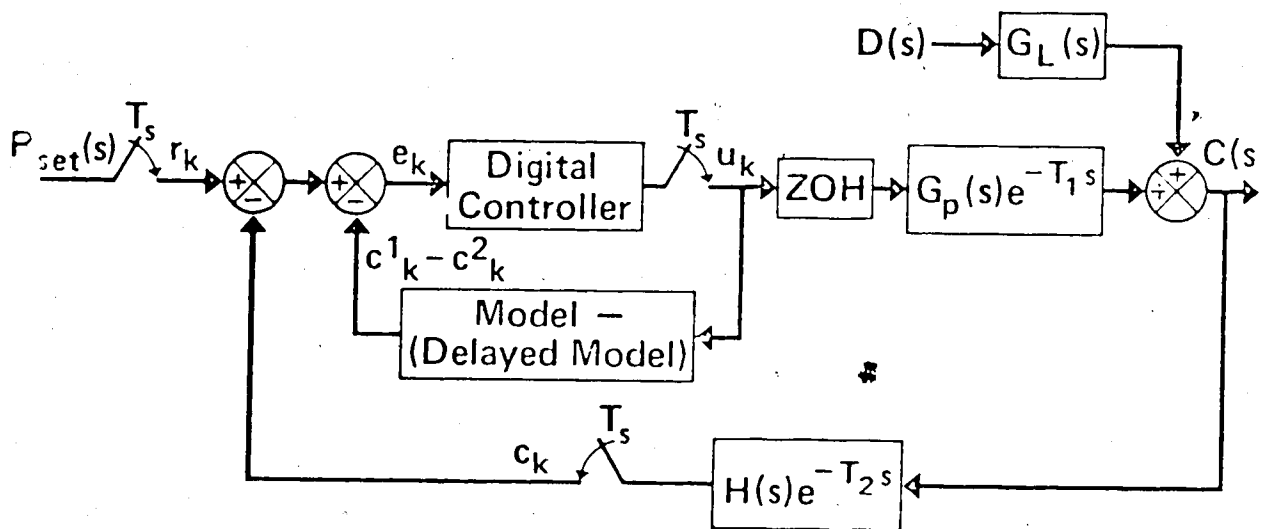 D(s)
G_L(s)
P_set(s)
T_s
r_k
+
-
+
-
e_k
Digital
Controller
T_s
u_k
ZOH
G_p(s)e^{-T_1 s}
+
+
C(s
c^1_k - c^2_k
Model —
(Delayed Model)
T_s
c_k
H(s)e^{-T_2 s}